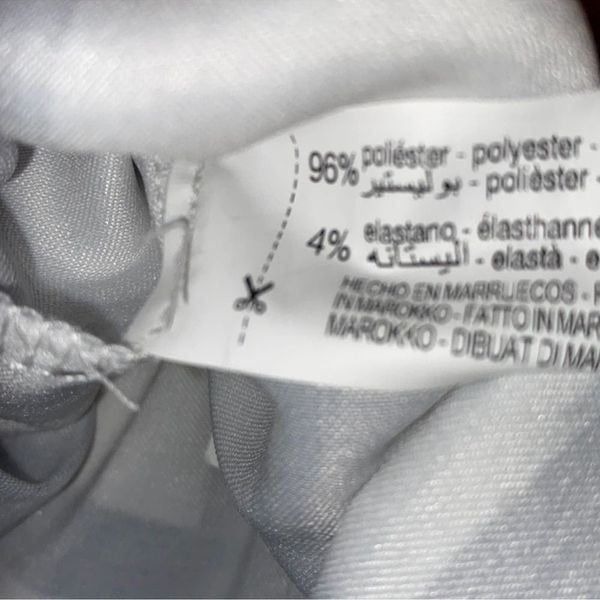 96% poliéster - polyester -
بوليستير - polièster -
4% elastano - élasthanne
- elastà -
HECHO EN MARRUECOS -
IN MAROKKO - FATTO IN MAR
MAROKKO - DIBUAT DI MA